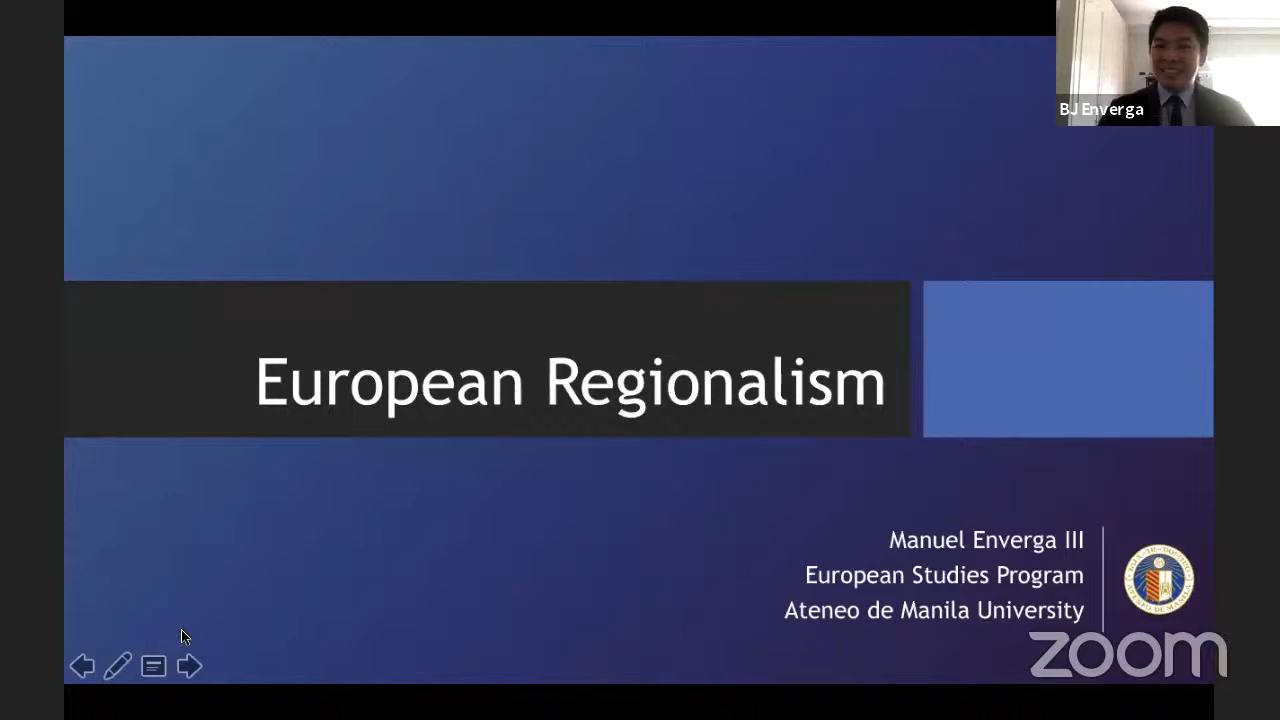 BJ Enverga
European Regionalism
Manuel Enverga III
European Studies Program
Ateneo de Manila University
zoom